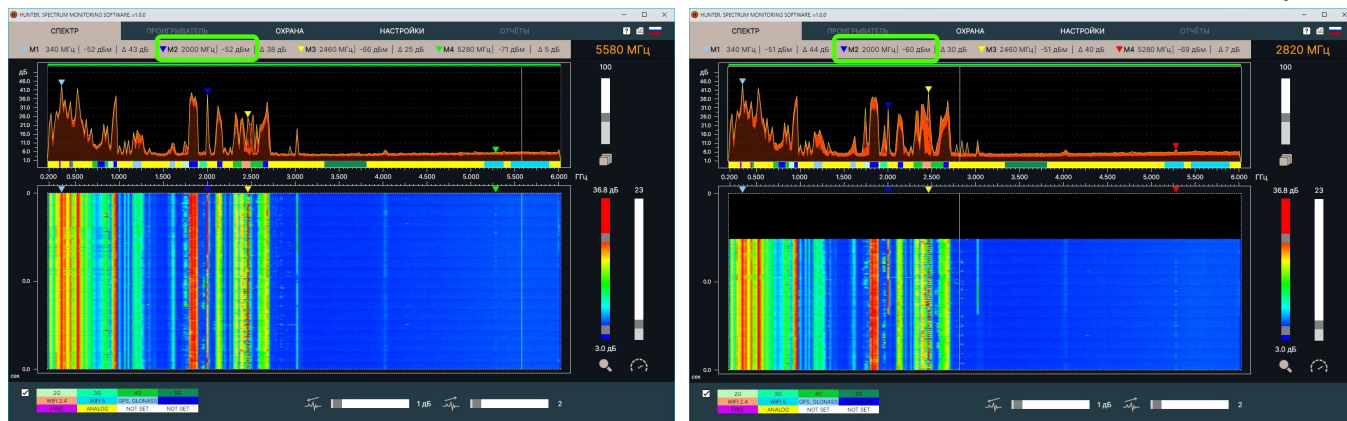 HUNTER. SPECTRUM MONITORING SOFTWARE. v1.0.0
СПЕКТР ПРОИГРЫВАТЕЛЬ ОХРАНА НАСТРОЙКИ ОТЧЁТЫ
M1 340 МГц | -52 дБм | Δ 43 дБ M2 2000 МГц | -52 дБм | Δ 38 дБ M3 2460 МГц | -66 дБм | Δ 25 дБ M4 5280 МГц | -71 дБм | Δ 5 дБ 5580 МГц
дБ
46.0
41.0
36.0
31.0
26.0
21.0
16.0
11.0
6.0
1.0
100
0.200 0.500 1.000 1.500 2.000 2.500 3.000 3.500 4.000 4.500 5.000 5.500 6.000 ГГц
36.8 дБ 23
0
0.0
0.0
сек
3.0 дБ
2G 3G 4G 5G
WIFI 2.4 WIFI 5 GPS, GLONASS
FREE ANALOG NOT SET NOT SET
1 дБ 2
HUNTER. SPECTRUM MONITORING SOFTWARE. v1.0.0
СПЕКТР ПРОИГРЫВАТЕЛЬ ОХРАНА НАСТРОЙКИ ОТЧЁТЫ
M1 340 МГц | -51 дБм | Δ 44 дБ M2 2000 МГц | -60 дБм | Δ 30 дБ M3 2460 МГц | -51 дБм | Δ 40 дБ M4 5280 МГц | -69 дБм | Δ 7 дБ 2820 МГц
дБ
46.0
41.0
36.0
31.0
26.0
21.0
16.0
11.0
6.0
1.0
100
0.200 0.500 1.000 1.500 2.000 2.500 3.000 3.500 4.000 4.500 5.000 5.500 6.000 ГГц
36.8 дБ 23
0
0.0
0.0
сек
3.0 дБ
2G 3G 4G 5G
WIFI 2.4 WIFI 5 GPS, GLONASS
FREE ANALOG NOT SET NOT SET
1 дБ 2